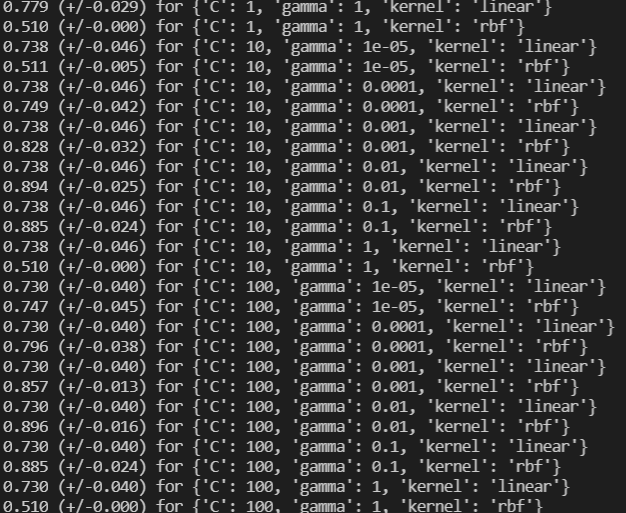 0.779 (+/-0.029) for {'C': 1, 'gamma': 1, 'kernel': 'linear'}
0.510 (+/-0.000) for {'C': 1, 'gamma': 1, 'kernel': 'rbf'}
0.738 (+/-0.046) for {'C': 10, 'gamma': 1e-05, 'kernel': 'linear'}
0.511 (+/-0.005) for {'C': 10, 'gamma': 1e-05, 'kernel': 'rbf'}
0.738 (+/-0.046) for {'C': 10, 'gamma': 0.0001, 'kernel': 'linear'}
0.749 (+/-0.042) for {'C': 10, 'gamma': 0.0001, 'kernel': 'rbf'}
0.738 (+/-0.046) for {'C': 10, 'gamma': 0.001, 'kernel': 'linear'}
0.828 (+/-0.032) for {'C': 10, 'gamma': 0.001, 'kernel': 'rbf'}
0.738 (+/-0.046) for {'C': 10, 'gamma': 0.01, 'kernel': 'linear'}
0.894 (+/-0.025) for {'C': 10, 'gamma': 0.01, 'kernel': 'rbf'}
0.738 (+/-0.046) for {'C': 10, 'gamma': 0.1, 'kernel': 'linear'}
0.885 (+/-0.024) for {'C': 10, 'gamma': 0.1, 'kernel': 'rbf'}
0.738 (+/-0.046) for {'C': 10, 'gamma': 1, 'kernel': 'linear'}
0.510 (+/-0.000) for {'C': 10, 'gamma': 1, 'kernel': 'rbf'}
0.730 (+/-0.040) for {'C': 100, 'gamma': 1e-05, 'kernel': 'linear'}
0.747 (+/-0.045) for {'C': 100, 'gamma': 1e-05, 'kernel': 'rbf'}
0.730 (+/-0.040) for {'C': 100, 'gamma': 0.0001, 'kernel': 'linear'}
0.796 (+/-0.038) for {'C': 100, 'gamma': 0.0001, 'kernel': 'rbf'}
0.730 (+/-0.040) for {'C': 100, 'gamma': 0.001, 'kernel': 'linear'}
0.857 (+/-0.013) for {'C': 100, 'gamma': 0.001, 'kernel': 'rbf'}
0.730 (+/-0.040) for {'C': 100, 'gamma': 0.01, 'kernel': 'linear'}
0.896 (+/-0.016) for {'C': 100, 'gamma': 0.01, 'kernel': 'rbf'}
0.730 (+/-0.040) for {'C': 100, 'gamma': 0.1, 'kernel': 'linear'}
0.885 (+/-0.024) for {'C': 100, 'gamma': 0.1, 'kernel': 'rbf'}
0.730 (+/-0.040) for {'C': 100, 'gamma': 1, 'kernel': 'linear'}
0.510 (+/-0.000) for {'C': 100, 'gamma': 1, 'kernel': 'rbf'}